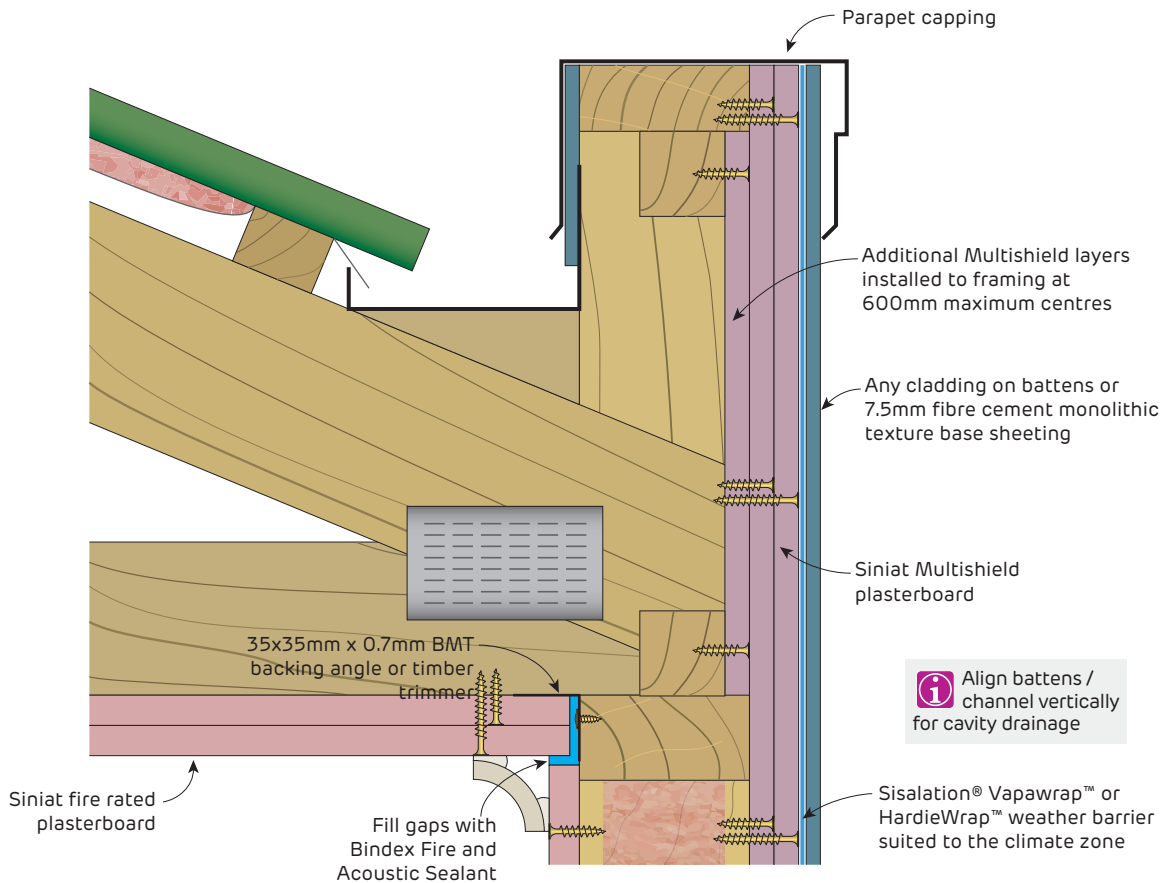 Parapet capping
Additional Multishield layers
installed to framing at
600mm maximum centres
Any cladding on battens or
7.5mm fibre cement monolithic
texture base sheeting
Siniat Multishield
plasterboard
35x35mm x 0.7mm BMT
backing angle or timber
trimmer
Align battens /
channel vertically
for cavity drainage
Siniat fire rated
plasterboard
Fill gaps with
Bindex Fire and
Acoustic Sealant
Sisalation® Vapawrap™ or
HardieWrap™ weather barrier
suited to the climate zone